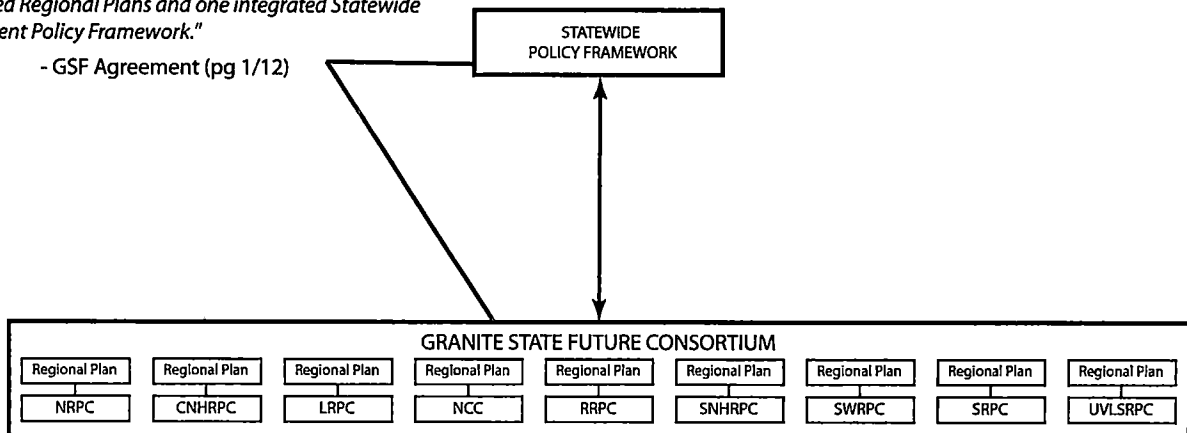 ed Regional Plans and one integrated Statewide
ent Policy Framework."
- GSF Agreement (pg 1/12)
STATEWIDE
POLICY FRAMEWORK
GRANITE STATE FUTURE CONSORTIUM
Regional Plan Regional Plan Regional Plan Regional Plan Regional Plan Regional Plan Regional Plan Regional Plan Regional Plan
NRPC CNHRPC LRPC NCC RRPC SNHRPC SWRPC SRPC UVLSRPC